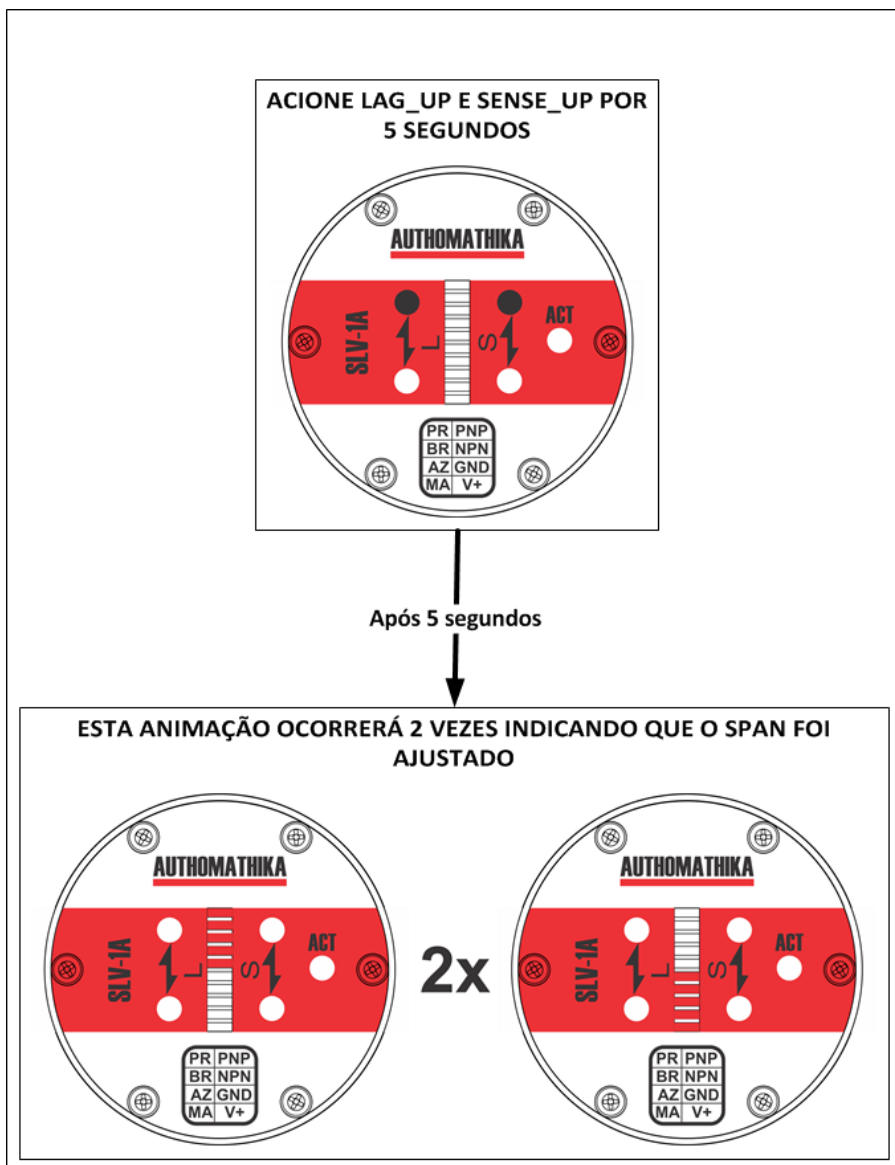 ACIONE LAG_UP E SENSE_UP POR
5 SEGUNDOS
AUTHOMATHIKA
SLV-1A
L
S
ACT
PR PNP
BR NPN
AZ GND
MA V+
Após 5 segundos
ESTA ANIMAÇÃO OCORRERÁ 2 VEZES INDICANDO QUE O SPAN FOI
AJUSTADO
AUTHOMATHIKA
SLV-1A
L
S
ACT
PR PNP
BR NPN
AZ GND
MA V+
2x
AUTHOMATHIKA
SLV-1A
L
S
ACT
PR PNP
BR NPN
AZ GND
MA V+